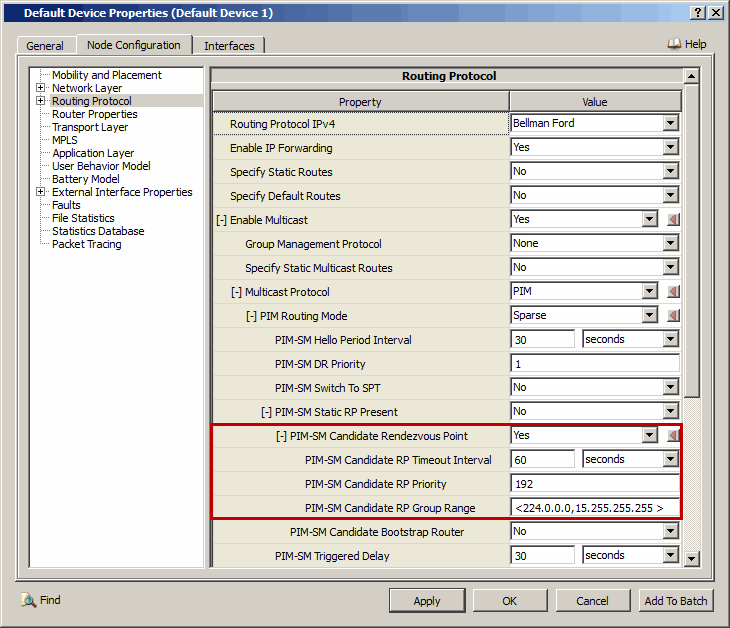 Default Device Properties (Default Device 1)
General Node Configuration Interfaces Help
Mobility and Placement
Network Layer
Routing Protocol
Router Properties
Transport Layer
MPLS
Application Layer
User Behavior Model
Battery Model
External Interface Properties
Faults
File Statistics
Statistics Database
Packet Tracing
Routing Protocol
Property Value
Routing Protocol IPv4 Bellman Ford
Enable IP Forwarding Yes
Specify Static Routes No
Specify Default Routes No
[-] Enable Multicast Yes
Group Management Protocol None
Specify Static Multicast Routes No
[-] Multicast Protocol PIM
[-] PIM Routing Mode Sparse
PIM-SM Hello Period Interval 30 seconds
PIM-SM DR Priority 1
PIM-SM Switch To SPT No
[-] PIM-SM Static RP Present No
[-] PIM-SM Candidate Rendezvous Point Yes
PIM-SM Candidate RP Timeout Interval 60 seconds
PIM-SM Candidate RP Priority 192
PIM-SM Candidate RP Group Range <224.0.0.0,15.255.255.255 >
PIM-SM Candidate Bootstrap Router No
PIM-SM Triggered Delay 30 seconds
Find Apply OK Cancel Add To Batch